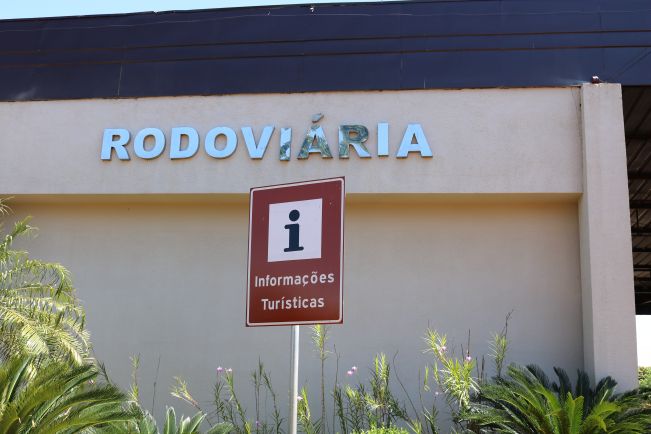 RODOVIÁRIA
i
Informações
Turísticas